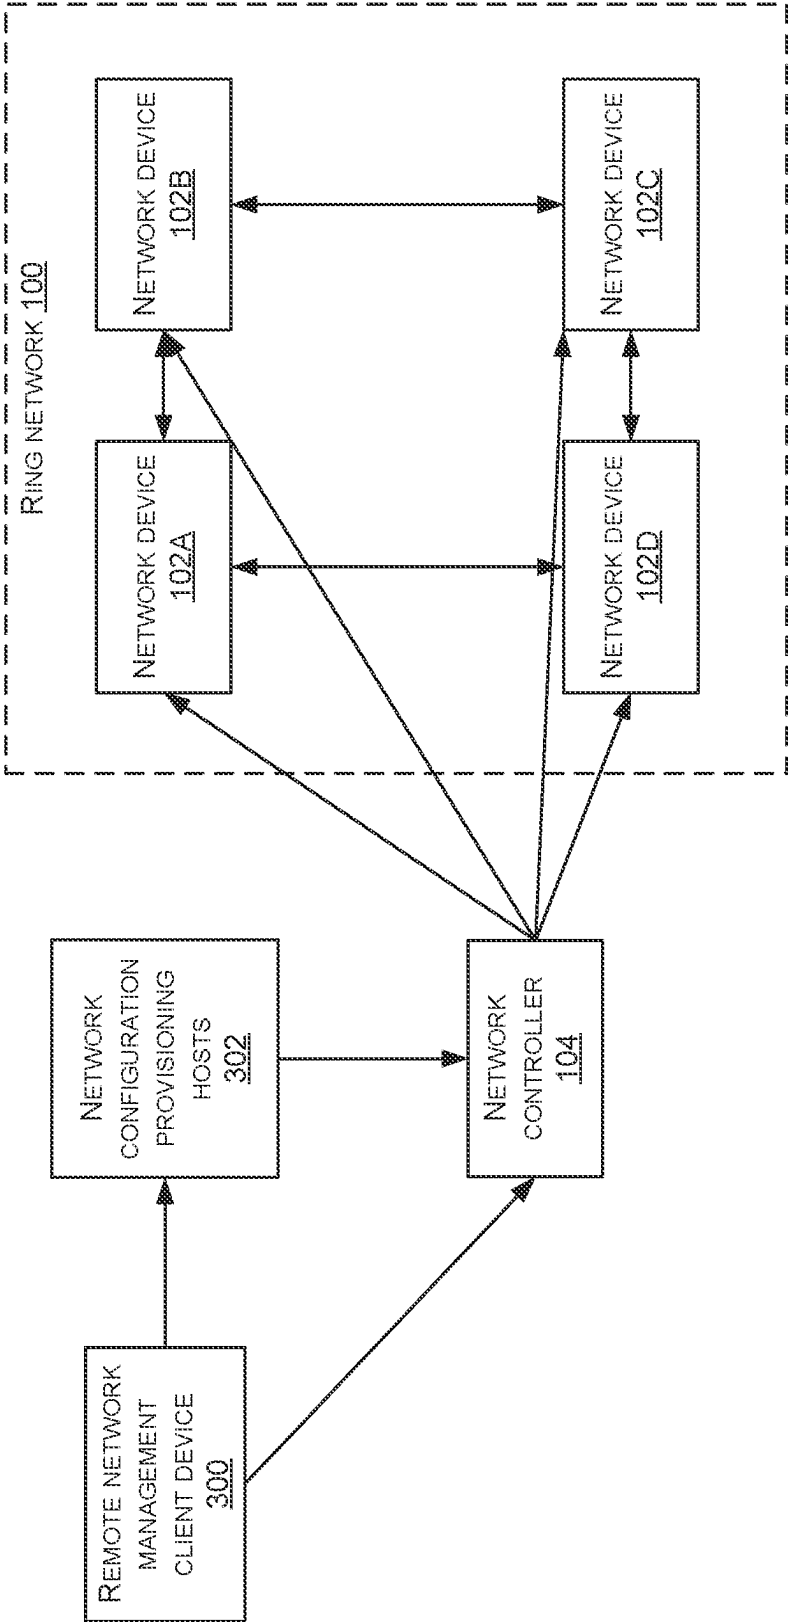 RING NETWORK 100
NETWORK DEVICE
102A
NETWORK DEVICE
102B
NETWORK DEVICE
102D
NETWORK DEVICE
102C
NETWORK
CONFIGURATION
PROVISIONING
HOSTS
302
NETWORK
CONTROLLER
104
REMOTE NETWORK
MANAGEMENT
CLIENT DEVICE
300